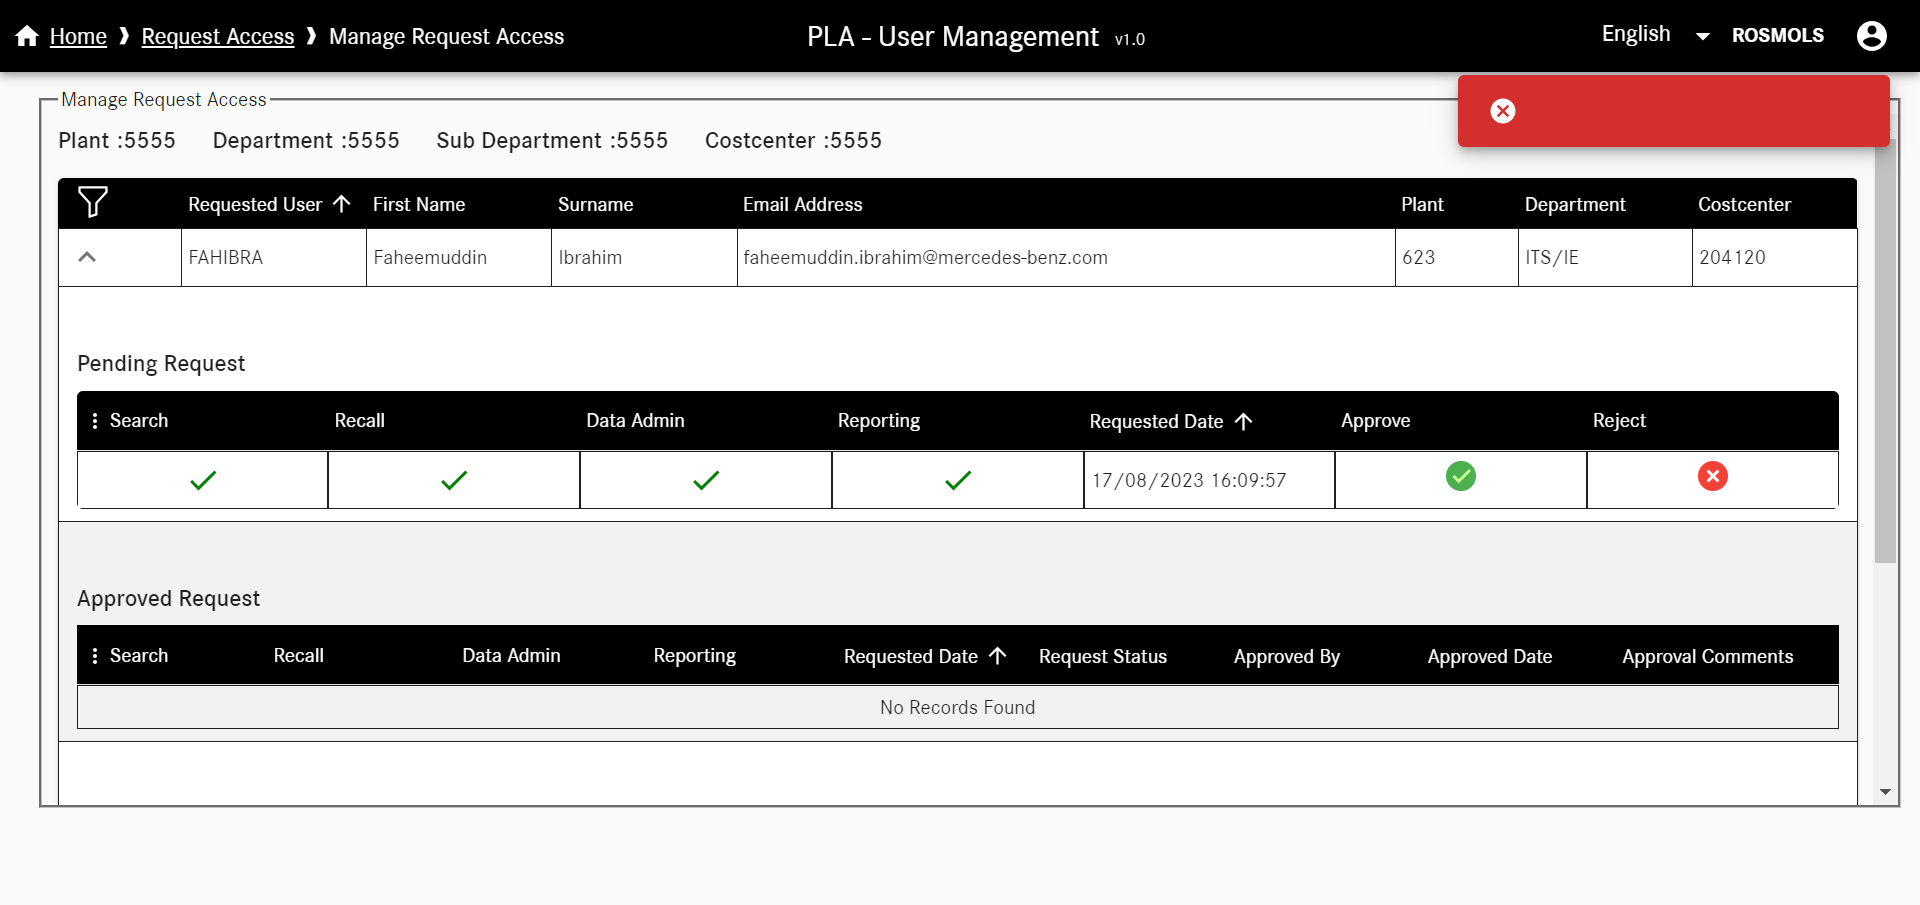 Home ❱ Request Access ❱ Manage Request Access
PLA - User Management v1.0
English
ROSMOLS
Manage Request Access
Plant :5555 Department :5555 Sub Department :5555 Costcenter :5555
Requested User First Name Surname Email Address Plant Department Costcenter
FAHIBRA Faheemuddin Ibrahim faheemuddin.ibrahim@mercedes-benz.com 623 ITS/IE 204120
Pending Request
Search Recall Data Admin Reporting Requested Date Approve Reject
17/08/2023 16:09:57
Approved Request
Search Recall Data Admin Reporting Requested Date Request Status Approved By Approved Date Approval Comments
No Records Found